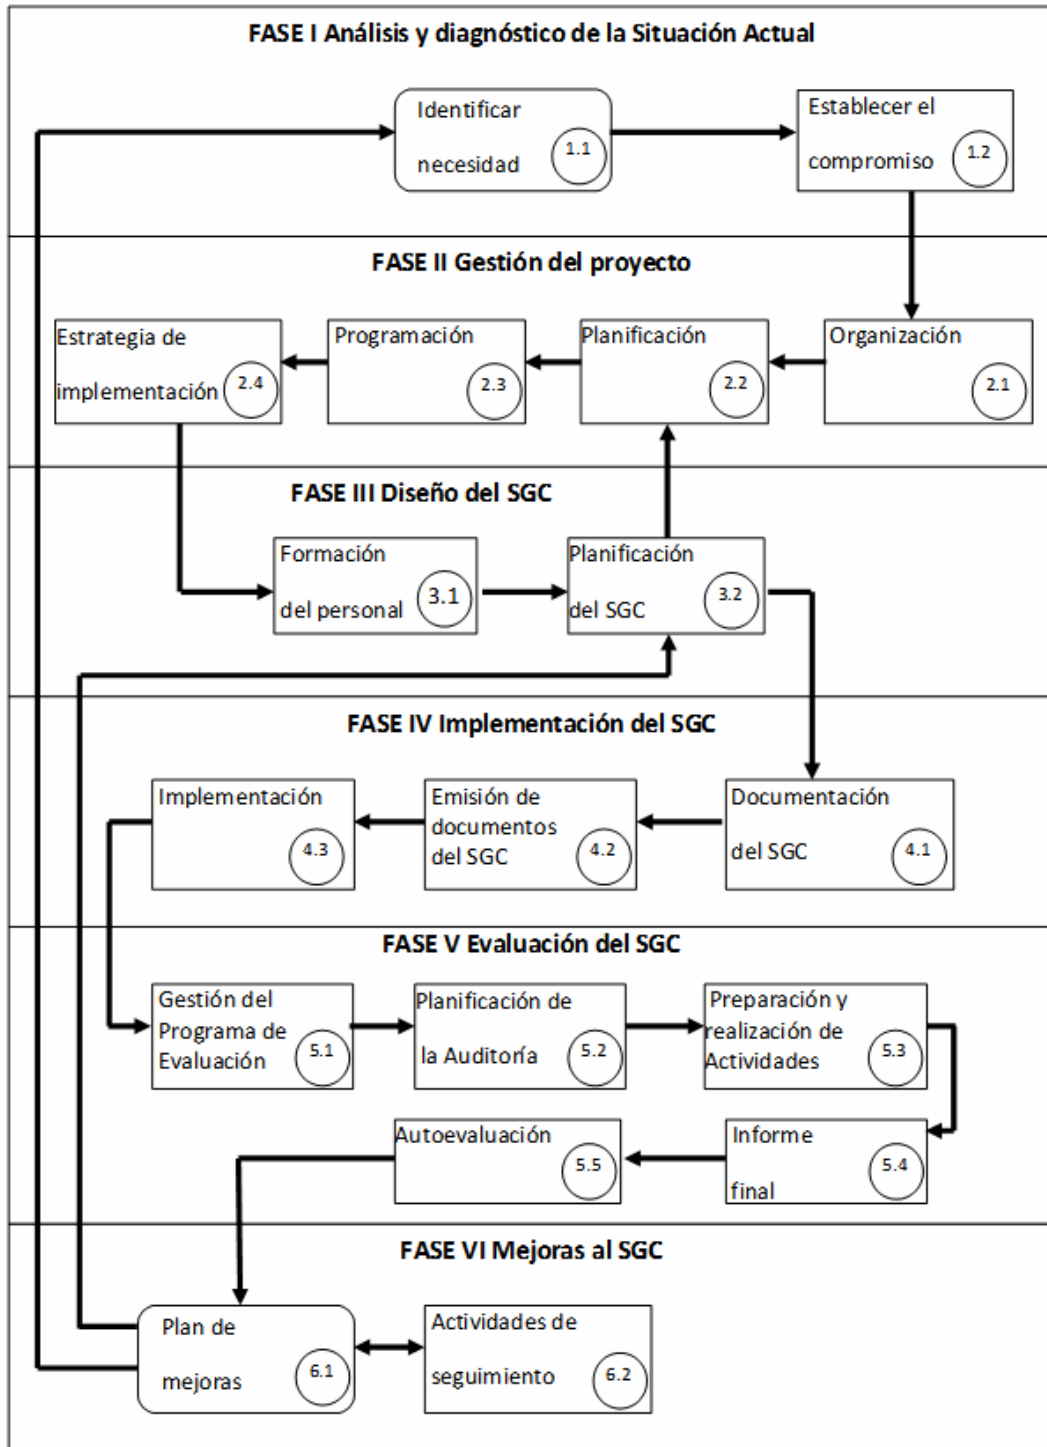 FASE I Análisis y diagnóstico de la Situación Actual
Identificar
necesidad
1.1
Establecer el
compromiso
1.2
FASE II Gestión del proyecto
Estrategia de
implementación
2.4
Programación
2.3
Planificación
2.2
Organización
2.1
FASE III Diseño del SGC
Formación
del personal
3.1
Planificación
del SGC
3.2
FASE IV Implementación del SGC
Implementación
4.3
Emisión de
documentos
del SGC
4.2
Documentación
del SGC
4.1
FASE V Evaluación del SGC
Gestión del
Programa de
Evaluación
5.1
Planificación de
la Auditoría
5.2
Preparación y
realización de
Actividades
5.3
Autoevaluación
5.5
Informe
final
5.4
FASE VI Mejoras al SGC
Plan de
mejoras
6.1
Actividades de
seguimiento
6.2